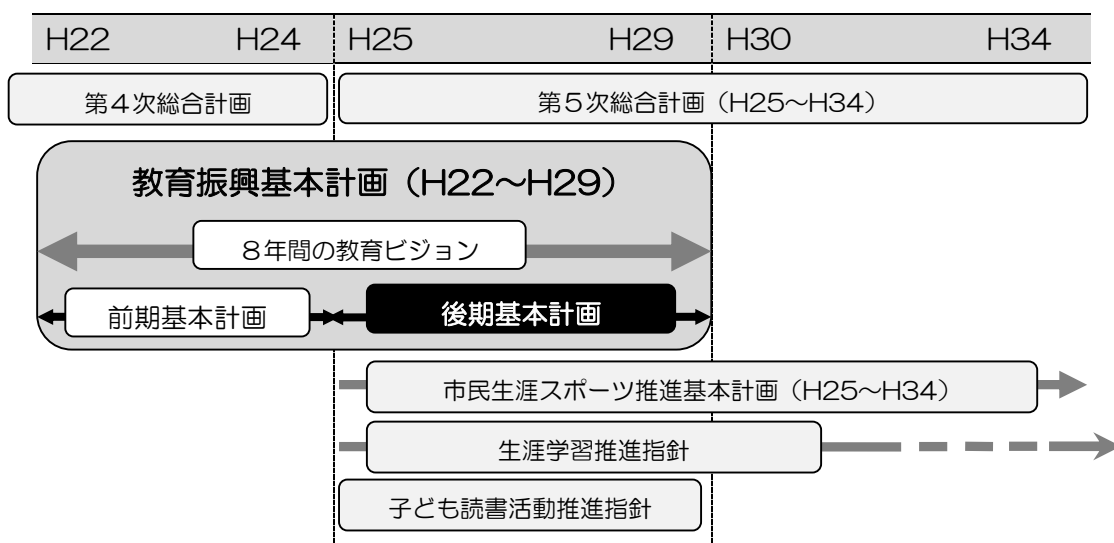 H22 H24 H25 H29 H30 H34
第4次総合計画 第5次総合計画（H25～H34）
教育振興基本計画（H22～H29）
８年間の教育ビジョン
前期基本計画 後期基本計画
市民生涯スポーツ推進基本計画（H25～H34）
生涯学習推進指針
子ども読書活動推進指針